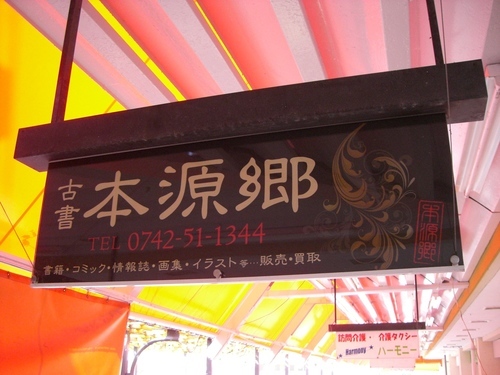 古書 本源郷
TEL 0742-51-1344
書籍・コミック・情報誌・画集・イラスト等…販売・買取
本源郷
訪問介護・介護タクシー
Harmony ハーモニー